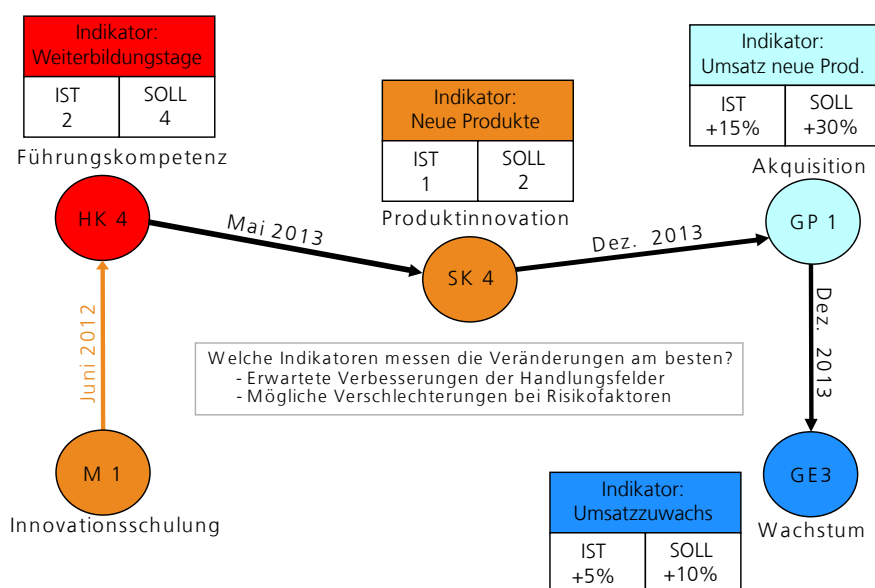 Indikator:
Weiterbildungstage
IST
2
SOLL
4
Führungskompetenz
HK 4
Mai 2013
Indikator:
Neue Produkte
IST
1
SOLL
2
Produktinnovation
SK 4
Dez. 2013
Indikator:
Umsatz neue Prod.
IST
+15%
SOLL
+30%
Akquisition
GP 1
Dez. 2013
Juni 2012
Welche Indikatoren messen die Veränderungen am besten?
- Erwartete Verbesserungen der Handlungsfelder
- Mögliche Verschlechterungen bei Risikofaktoren
M 1
Innovationsschulung
Indikator:
Umsatzzuwachs
IST
+5%
SOLL
+10%
GE3
Wachstum